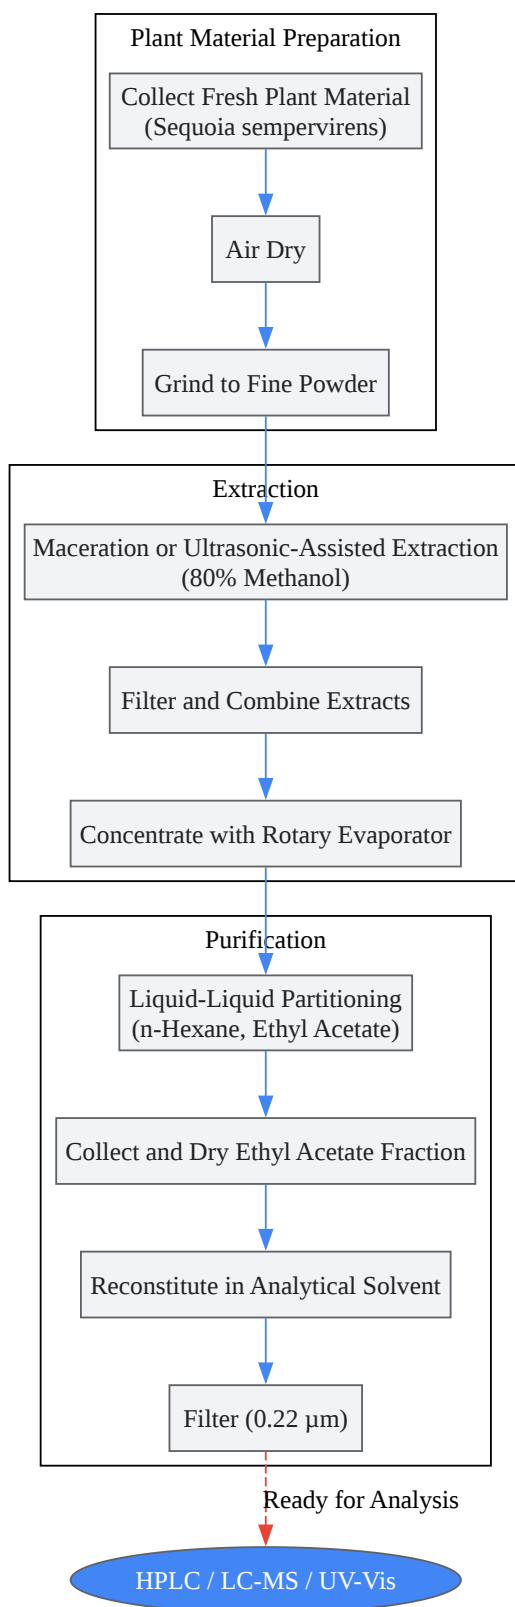 Plant Material Preparation
Collect Fresh Plant Material
(Sequoia sempervirens)
Air Dry
Grind to Fine Powder
Extraction
Maceration or Ultrasonic-Assisted Extraction
(80% Methanol)
Filter and Combine Extracts
Concentrate with Rotary Evaporator
Purification
Liquid-Liquid Partitioning
(n-Hexane, Ethyl Acetate)
Collect and Dry Ethyl Acetate Fraction
Reconstitute in Analytical Solvent
Filter (0.22 µm)
Ready for Analysis
HPLC / LC-MS / UV-Vis